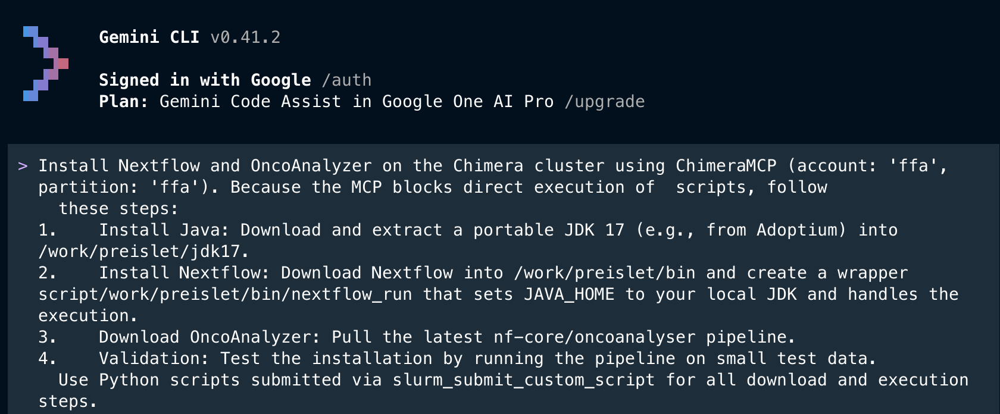 Gemini CLI v0.41.2
Signed in with Google /auth
Plan: Gemini Code Assist in Google One AI Pro /upgrade
> Install Nextflow and OncoAnalyzer on the Chimera cluster using ChimeraMCP (account: 'ffa',
partition: 'ffa'). Because the MCP blocks direct execution of  scripts, follow
these steps:
1.    Install Java: Download and extract a portable JDK 17 (e.g., from Adoptium) into
/work/preislet/jdk17.
2.    Install Nextflow: Download Nextflow into /work/preislet/bin and create a wrapper
script/work/preislet/bin/nextflow_run that sets JAVA_HOME to your local JDK and handles the
execution.
3.    Download OncoAnalyzer: Pull the latest nf-core/oncoanalyser pipeline.
4.    Validation: Test the installation by running the pipeline on small test data.
Use Python scripts submitted via slurm_submit_custom_script for all download and execution
steps.